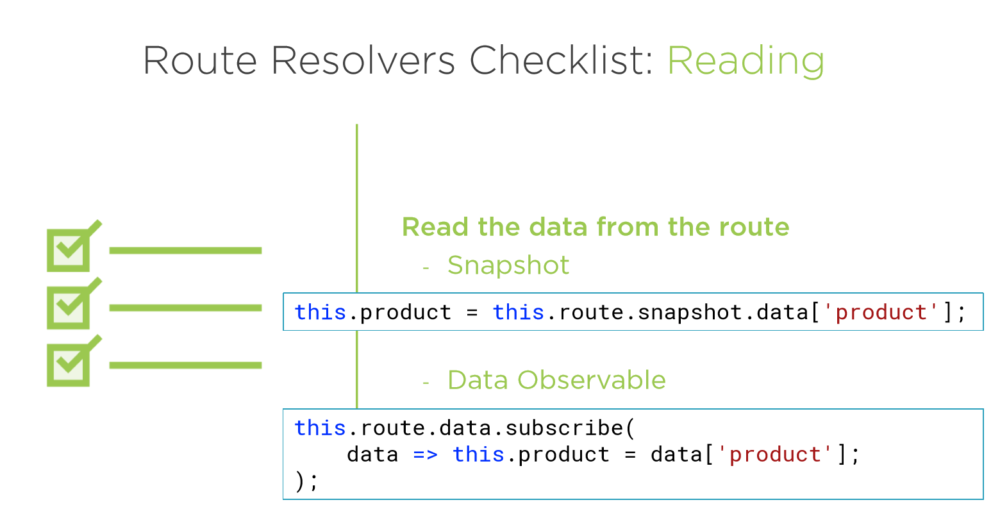 Route Resolvers Checklist: Reading
Read the data from the route
- Snapshot
this.product = this.route.snapshot.data['product'];
- Data Observable
this.route.data.subscribe(
    data => this.product = data['product'];
);